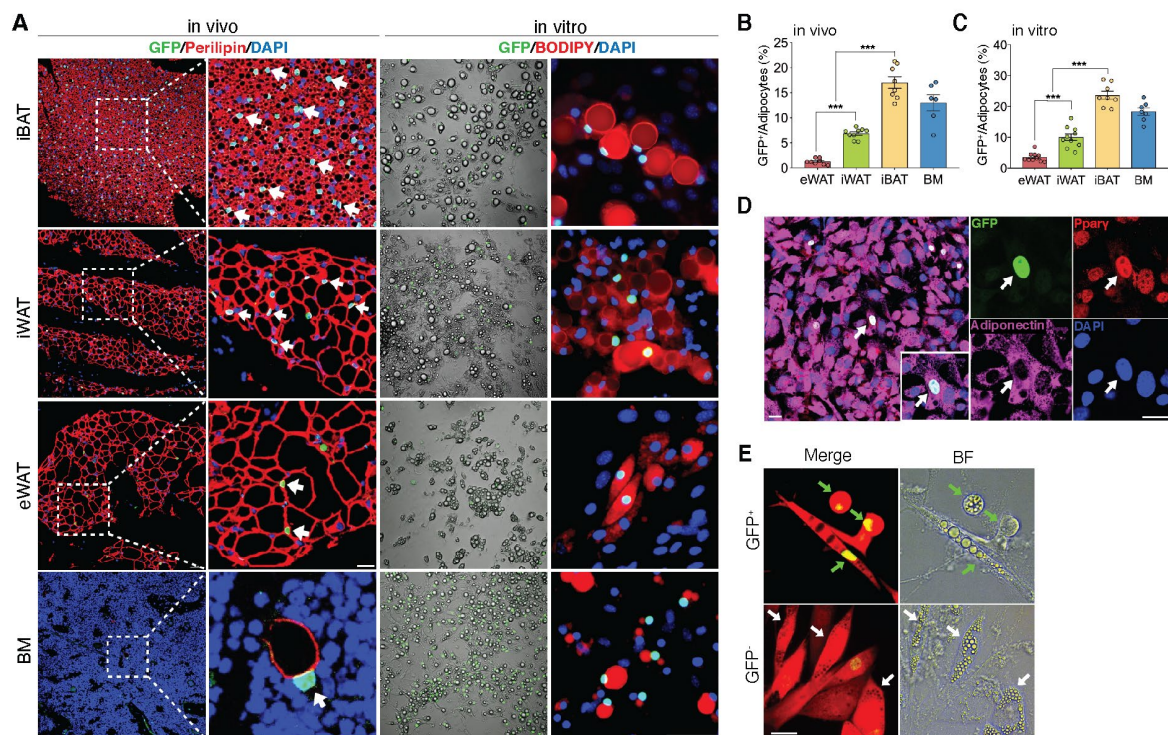 A
in vivo
in vitro
GFP/Perilipin/DAPI
GFP/BODIPY/DAPI
iBAT
iWAT
eWAT
BM
B
in vivo
GFP⁺/Adipocytes (%)
25
20
15
10
5
0
***
***
eWAT
iWAT
iBAT
BM
C
in vitro
GFP⁺/Adipocytes (%)
40
30
20
10
0
***
***
eWAT
iWAT
iBAT
BM
D
GFP
Pparγ
Adiponectin
DAPI
E
Merge
BF
GFP⁺
GFP⁻